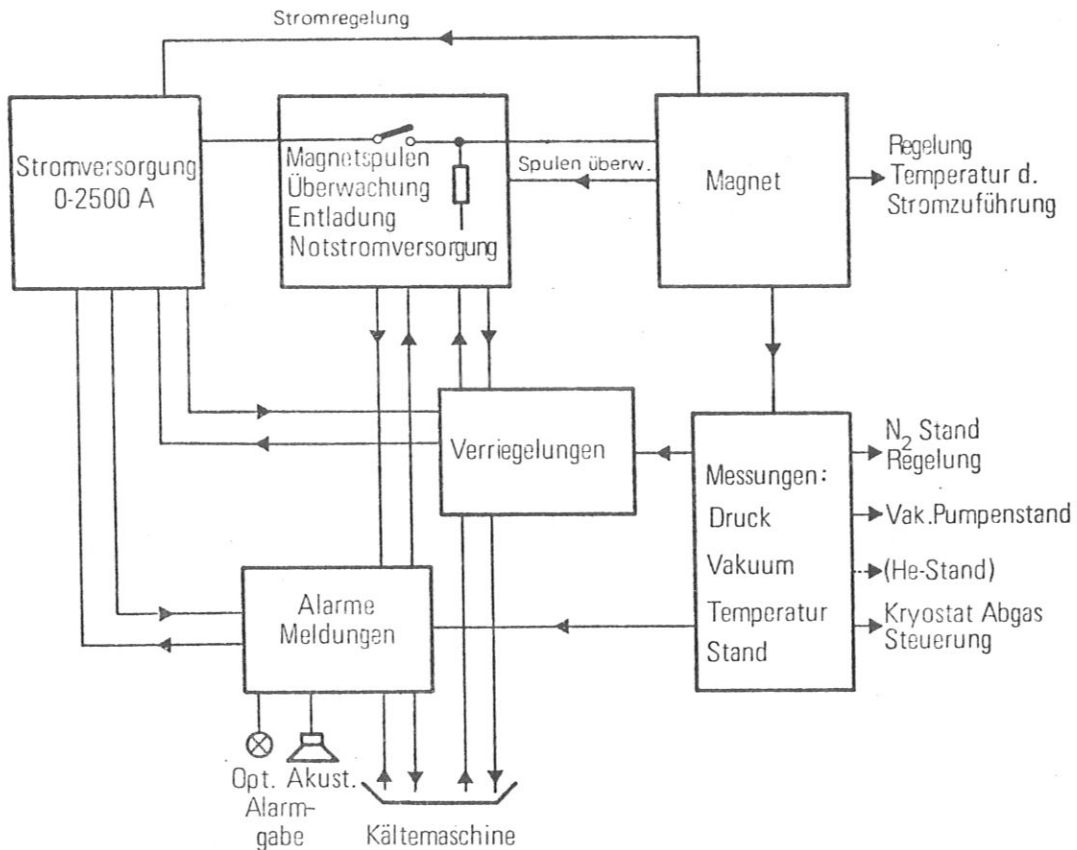 Stromregelung
Stromversorgung
0-2500 A
Magnetspulen
Überwachung
Entladung
Notstromversorgung
Spulen überw.
Magnet
Regelung
Temperatur d.
Stromzuführung
Verriegelungen
Messungen:
Druck
Vakuum
Temperatur
Stand
N₂ Stand
Regelung
Vak.Pumpenstand
(He-Stand)
Kryostat Abgas
Steuerung
Alarme
Meldungen
Opt. Akust.
Alarm-
gabe
Kältemaschine